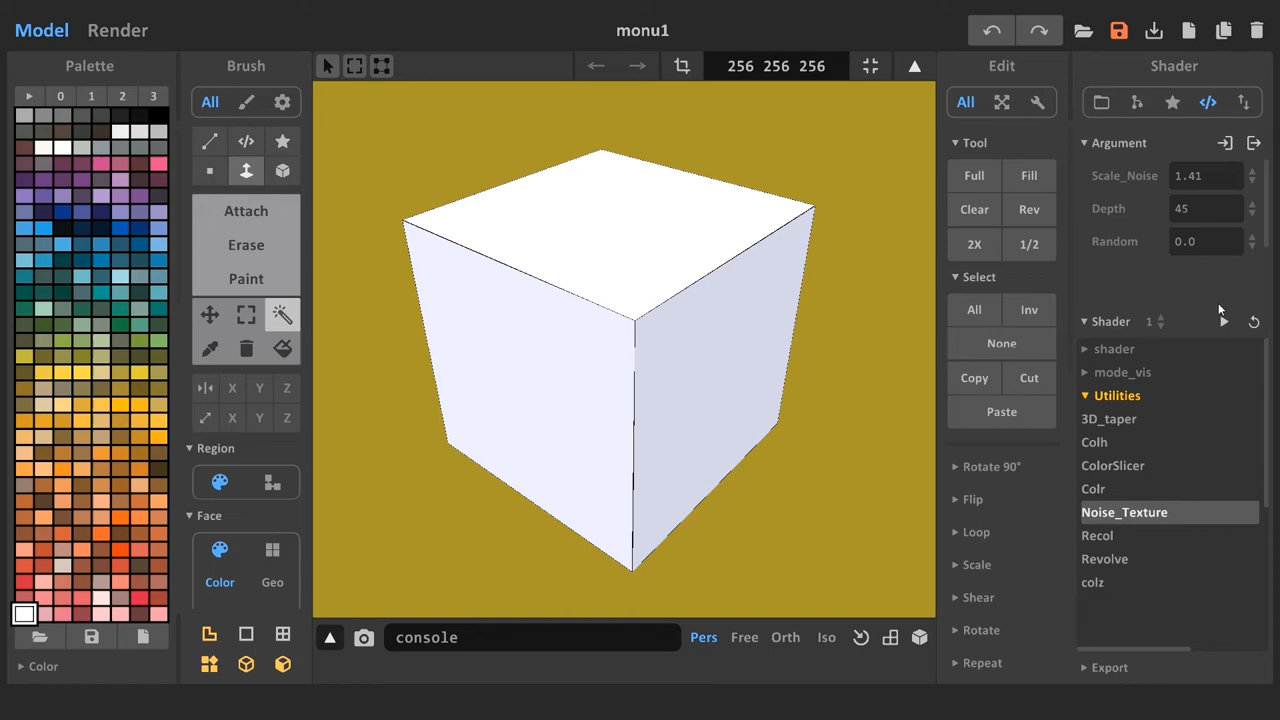 Model Render monu1
Palette Brush 256 256 256 Edit Shader
0 1 2 3
All
All
Tool
Argument
Full Fill
Scale_Noise 1.41
Clear Rev
Depth 45
2X 1/2
Random 0.0
Attach
Erase
Paint
Select
All Inv
None
Copy Cut
Paste
Shader 1
shader
mode_vis
Utilities
3D_taper
Colh
ColorSlicer
Colr
Noise_Texture
Recol
Revolve
colz
X Y Z
X Y Z
Region
Face
Color Geo
Rotate 90°
Flip
Loop
Scale
Shear
Rotate
Repeat
console Pers Free Orth Iso
Color
Export